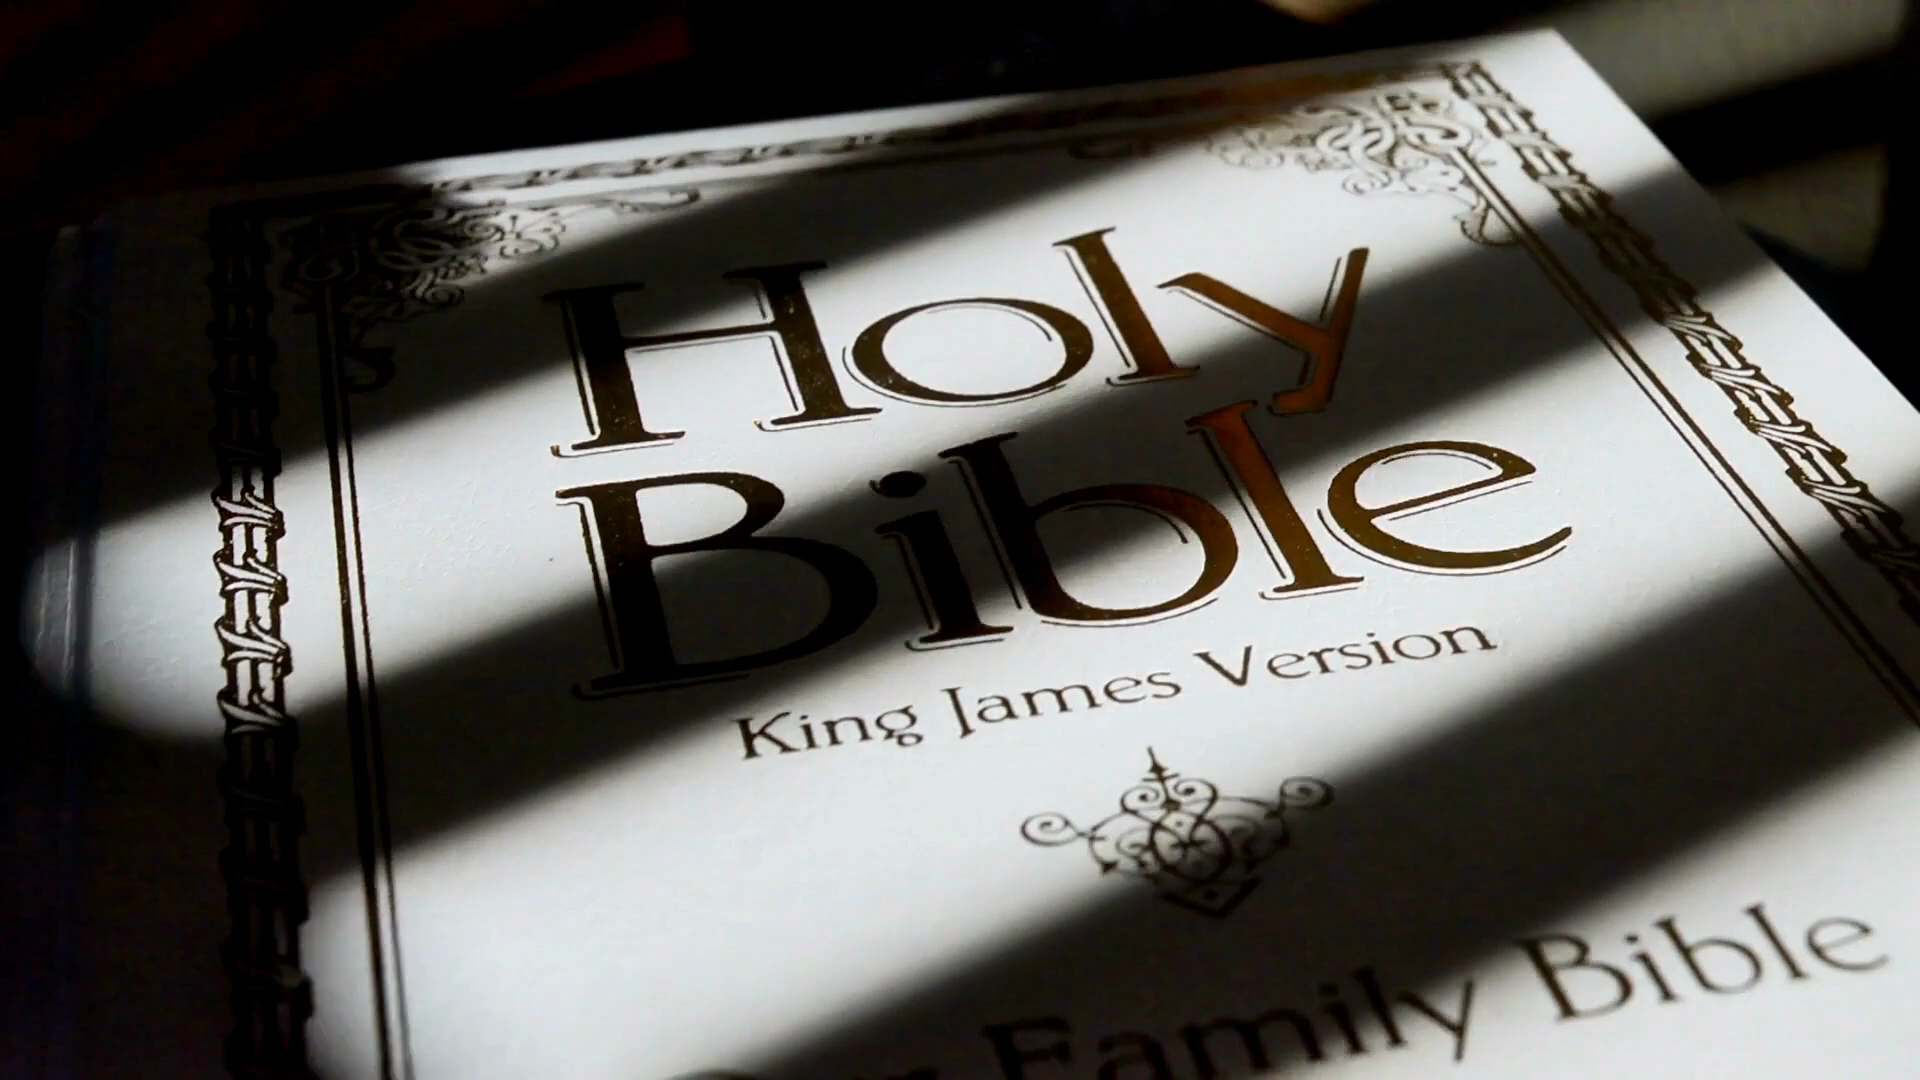 Holy
Bible
King James Version
Family Bible